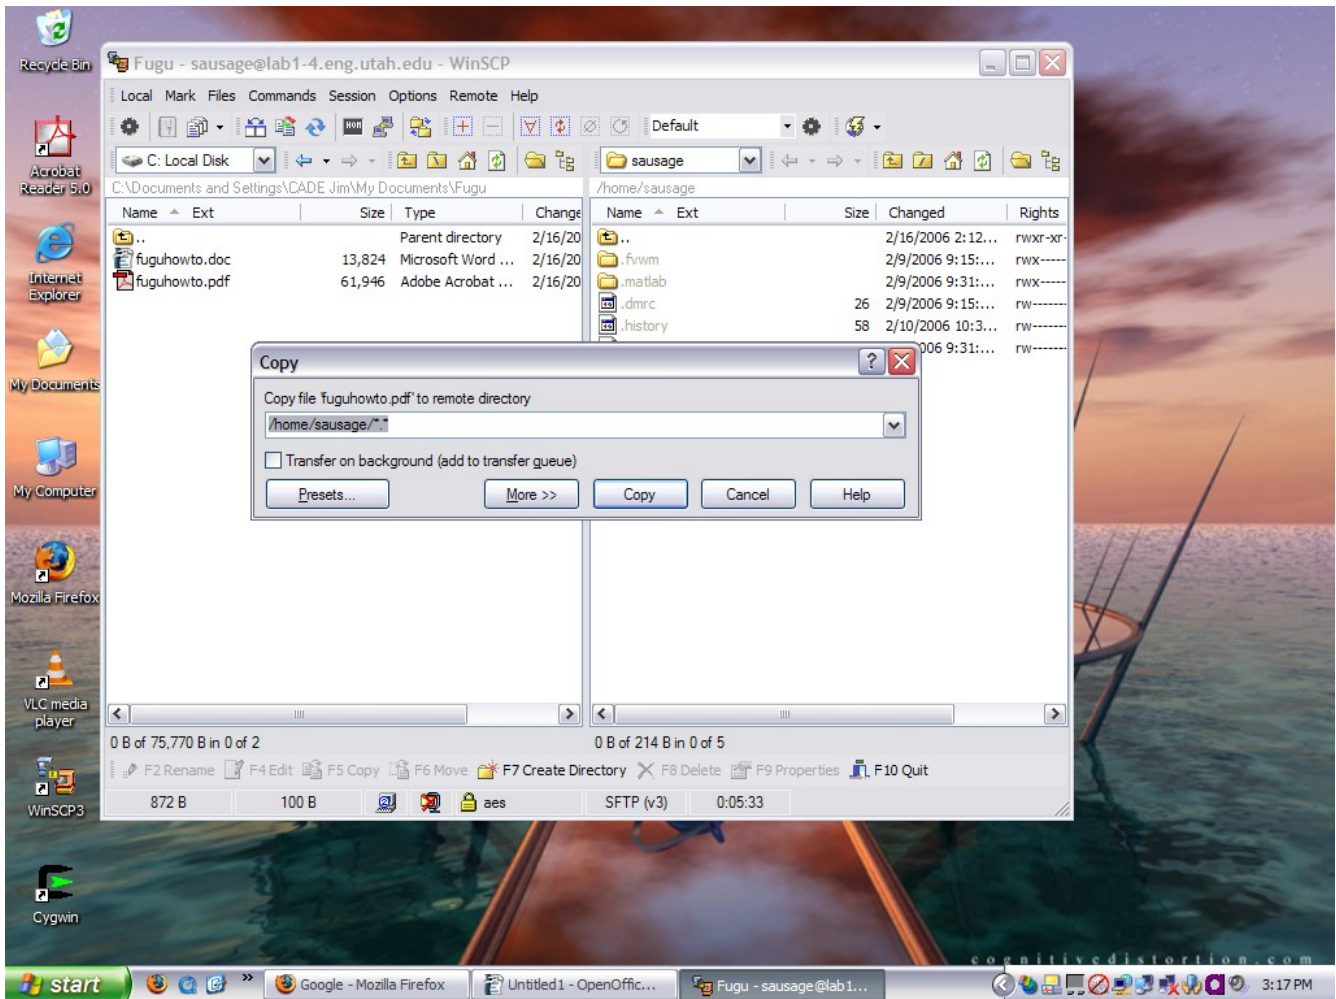 Recycle Bin
Acrobat Reader 5.0
Internet Explorer
My Documents
My Computer
Mozilla Firefox
VLC media player
WinSCP3
Cygwin
Fugu - sausage@lab1-4.eng.utah.edu - WinSCP
Local Mark Files Commands Session Options Remote Help
Default
C: Local Disk
sausage
C:\Documents and Settings\CADE Jim\My Documents\Fugu
/home/sausage
Name Ext Size Type Change
Name Ext Size Changed Rights
.. Parent directory 2/16/20
fuguhowto.doc 13,824 Microsoft Word ... 2/16/20
fuguhowto.pdf 61,946 Adobe Acrobat ... 2/16/20
.. 2/16/2006 2:12... rwxr-xr-
.fvwm 2/9/2006 9:15:... rwx-----
.matlab 2/9/2006 9:31:... rwx-----
.dmrc 26 2/9/2006 9:15:... rw-------
.history 58 2/10/2006 10:3... rw-------
006 9:31:... rw-------
Copy
Copy file 'fuguhowto.pdf' to remote directory
/home/sausage/*.*
Transfer on background (add to transfer queue)
Presets... More >> Copy Cancel Help
0 B of 75,770 B in 0 of 2
0 B of 214 B in 0 of 5
F2 Rename F4 Edit F5 Copy F6 Move F7 Create Directory F8 Delete F9 Properties F10 Quit
872 B 100 B aes SFTP (v3) 0:05:33
cognitivedistortion.com
start Google - Mozilla Firefox Untitled1 - OpenOffic... Fugu - sausage@lab1... 3:17 PM